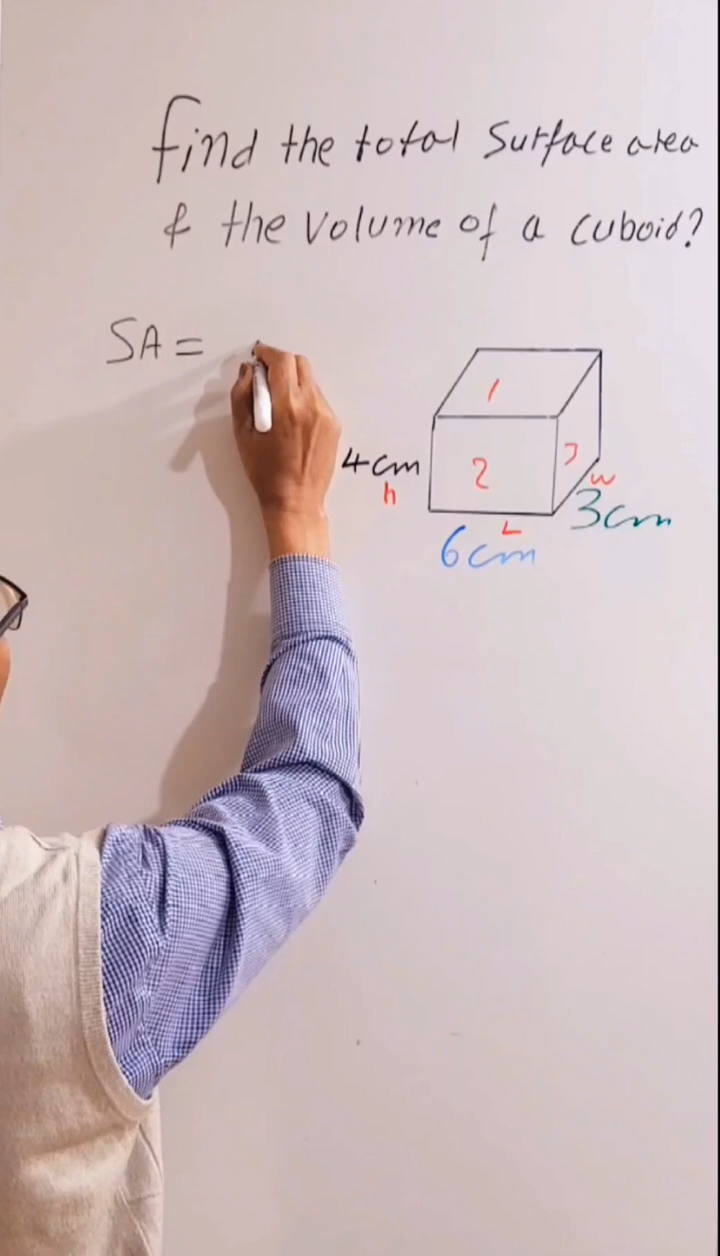 find the total surface area
& the volume of a cuboid?
SA =
1
4cm
2
3
h
w
3cm
L
6cm